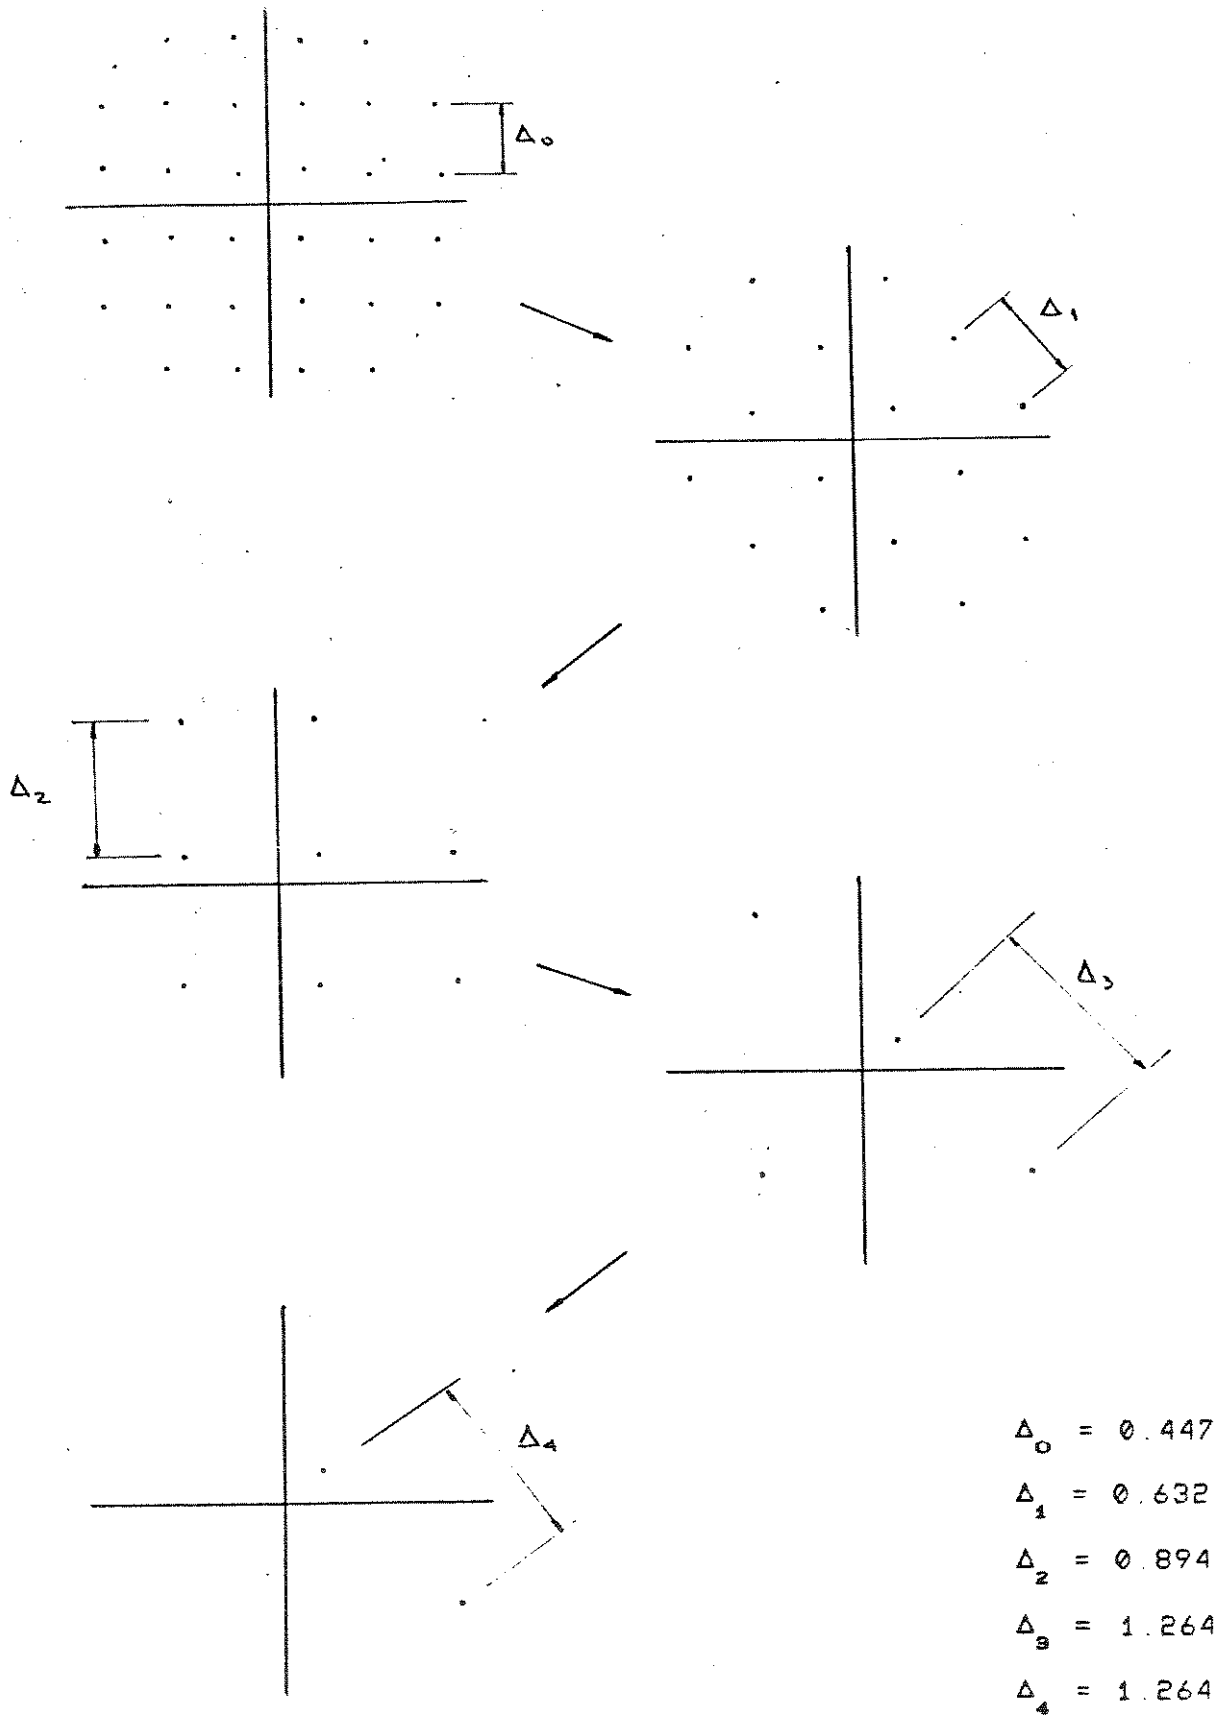 Δ₀
Δ₁
Δ₂
Δ₃
Δ₄
Δ₀ = 0.447
Δ₁ = 0.632
Δ₂ = 0.894
Δ₃ = 1.264
Δ₄ = 1.264